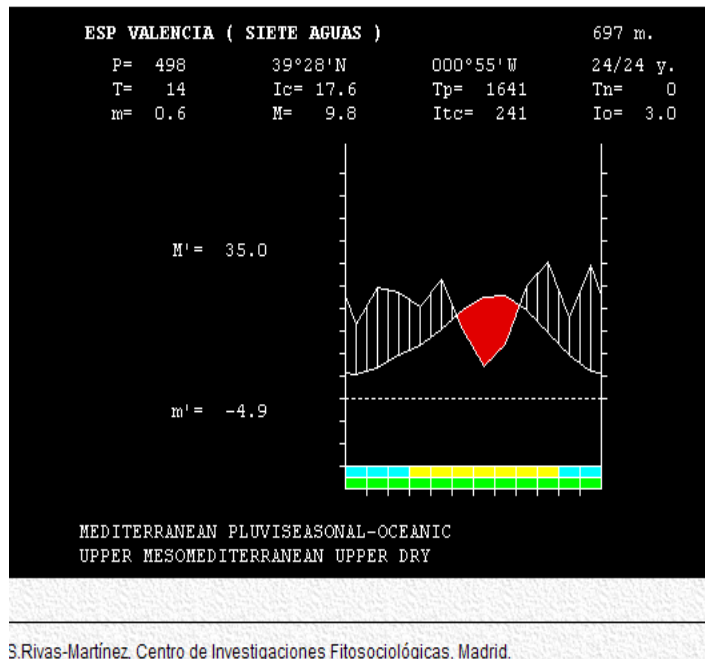 ESP VALENCIA ( SIETE AGUAS ) 697 m.
P= 498 39°28'N 000°55'W 24/24 y.
T= 14 Ic= 17.6 Tp= 1641 Tn= 0
m= 0.6 M= 9.8 Itc= 241 Io= 3.0
M'= 35.0
m'= -4.9
MEDITERRANEAN PLUVISEASONAL-OCEANIC
UPPER MESOMEDITERRANEAN UPPER DRY
S.Rivas-Martínez, Centro de Investigaciones Fitosociológicas, Madrid.